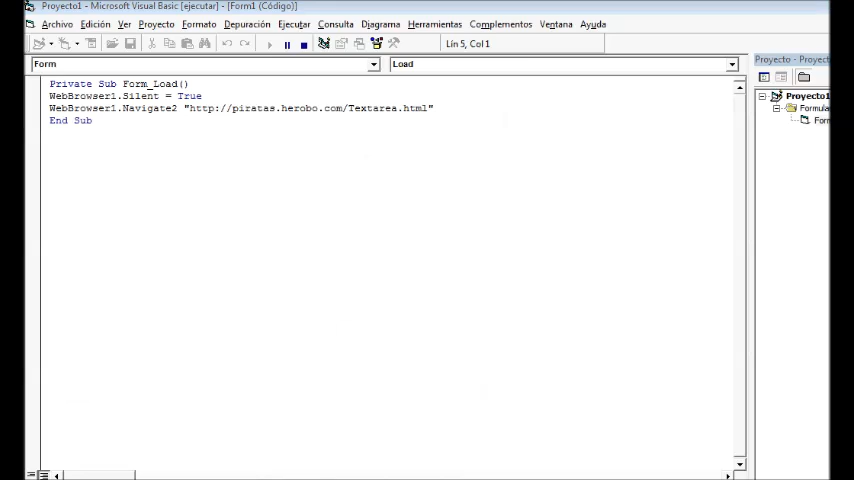 Proyecto1 - Microsoft Visual Basic [ejecutar] - [Form1 (Código)]
Archivo Edición Ver Proyecto Formato Depuración Ejecutar Consulta Diagrama Herramientas Complementos Ventana Ayuda
Lín 5, Col 1
Form Load
Proyecto - Proyect
Private Sub Form_Load()
WebBrowser1.Silent = True
WebBrowser1.Navigate2 "http://piratas.herobo.com/Textarea.html"
End Sub
Proyecto1
Formula
For